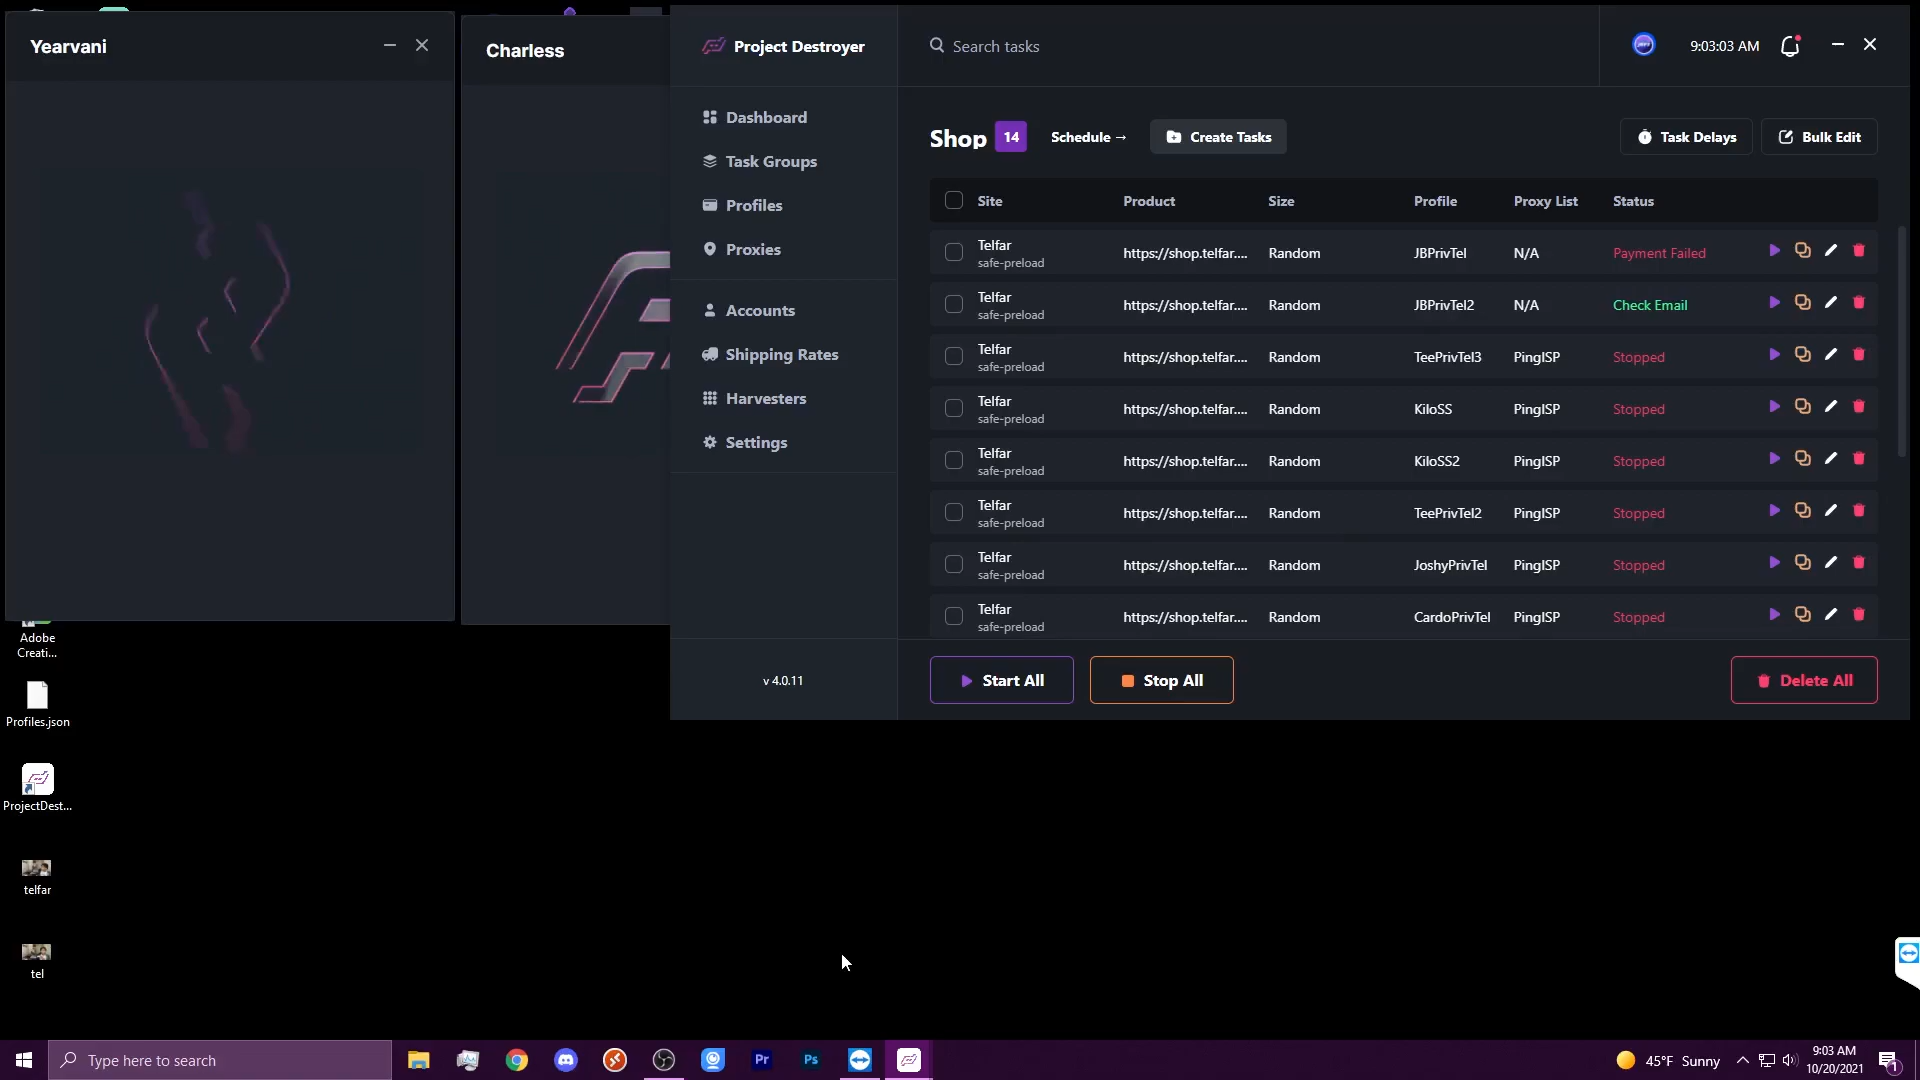 Yearvani
Charless
Project Destroyer
Search tasks
9:03:03 AM
Dashboard
Task Groups
Profiles
Proxies
Accounts
Shipping Rates
Harvesters
Settings
v 4.0.11
Shop 14 Schedule → Create Tasks Task Delays Bulk Edit
Site Product Size Profile Proxy List Status
Telfar
safe-preload
https://shop.telfar.... Random JBPrivTel N/A Payment Failed
Telfar
safe-preload
https://shop.telfar.... Random JBPrivTel2 N/A Check Email
Telfar
safe-preload
https://shop.telfar.... Random TeePrivTel3 PingISP Stopped
Telfar
safe-preload
https://shop.telfar.... Random KiloSS PingISP Stopped
Telfar
safe-preload
https://shop.telfar.... Random KiloSS2 PingISP Stopped
Telfar
safe-preload
https://shop.telfar.... Random TeePrivTel2 PingISP Stopped
Telfar
safe-preload
https://shop.telfar.... Random JoshyPrivTel PingISP Stopped
Telfar
safe-preload
https://shop.telfar.... Random CardoPrivTel PingISP Stopped
Start All Stop All Delete All
Adobe
Creati...
Profiles.json
ProjectDest...
telfar
tel
Type here to search
Pr
Ps
45°F Sunny
9:03 AM
10/20/2021
1